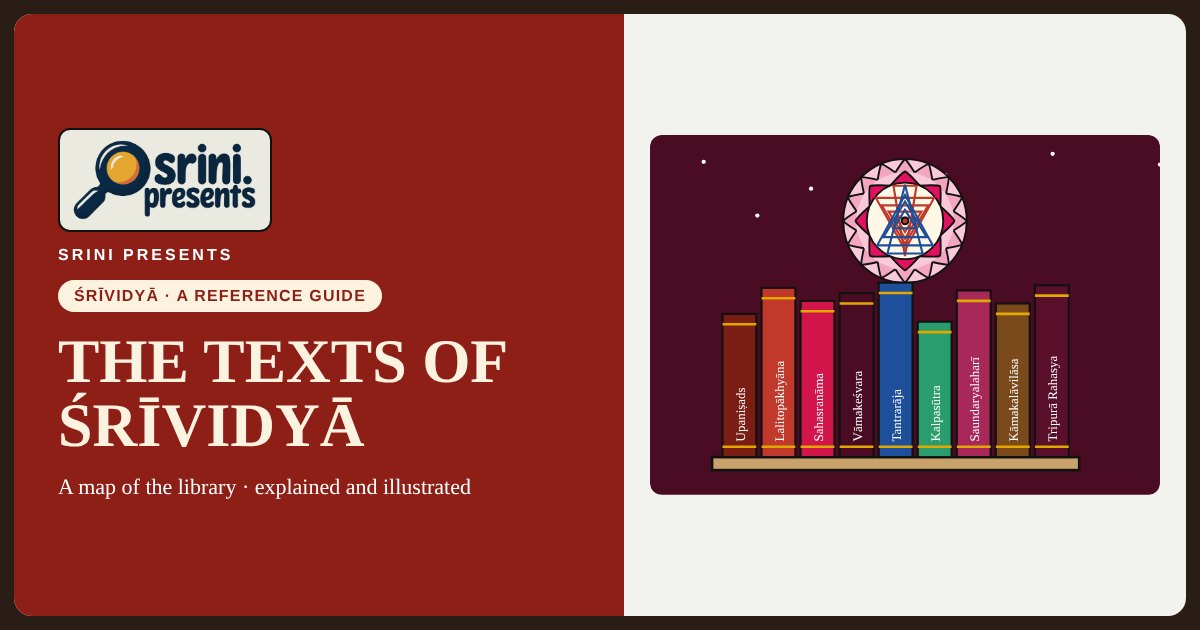 srini.
presents
SRINI PRESENTS
ŚRĪVIDYĀ · A REFERENCE GUIDE
THE TEXTS OF
ŚRĪVIDYĀ
A map of the library · explained and illustrated
Upaniṣads
Lalitopākhyāna
Sahasranāma
Vāmakeśvara
Tantrarāja
Kalpasūtra
Saundaryalaharī
Kāmakalāvilāsa
Tripurā Rahasya